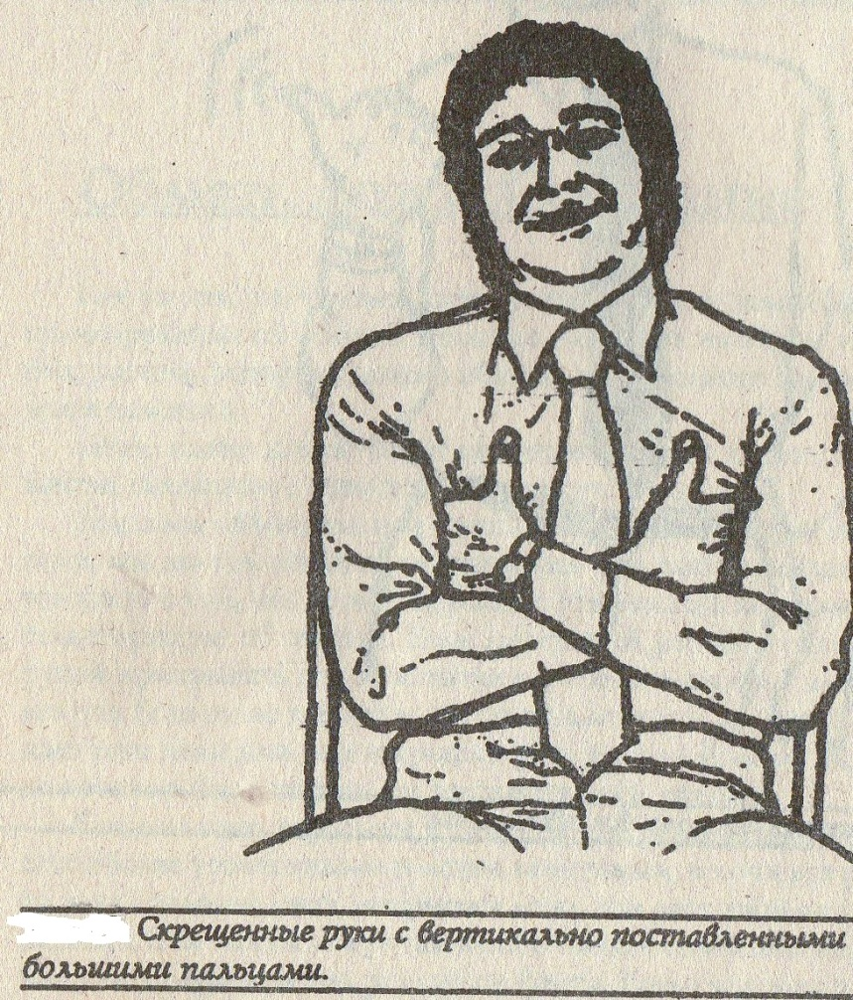 Скрещенные руки с вертикально поставленными
большими пальцами.